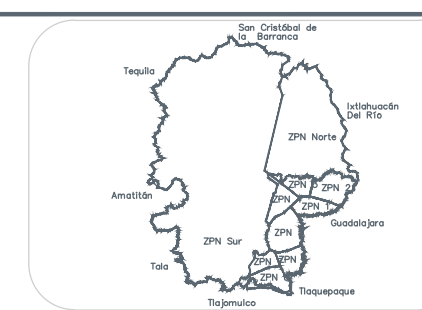 San Cristóbal de
la Barranca
Tequila
Ixtlahuacán
Del Río
ZPN Norte
ZPN
ZPN 2
Amatitán
ZPN
ZPN 1
Guadalajara
ZPN
ZPN Sur
Tala
ZPN
ZPN
ZPN
Tlaquepaque
Tlajomulco